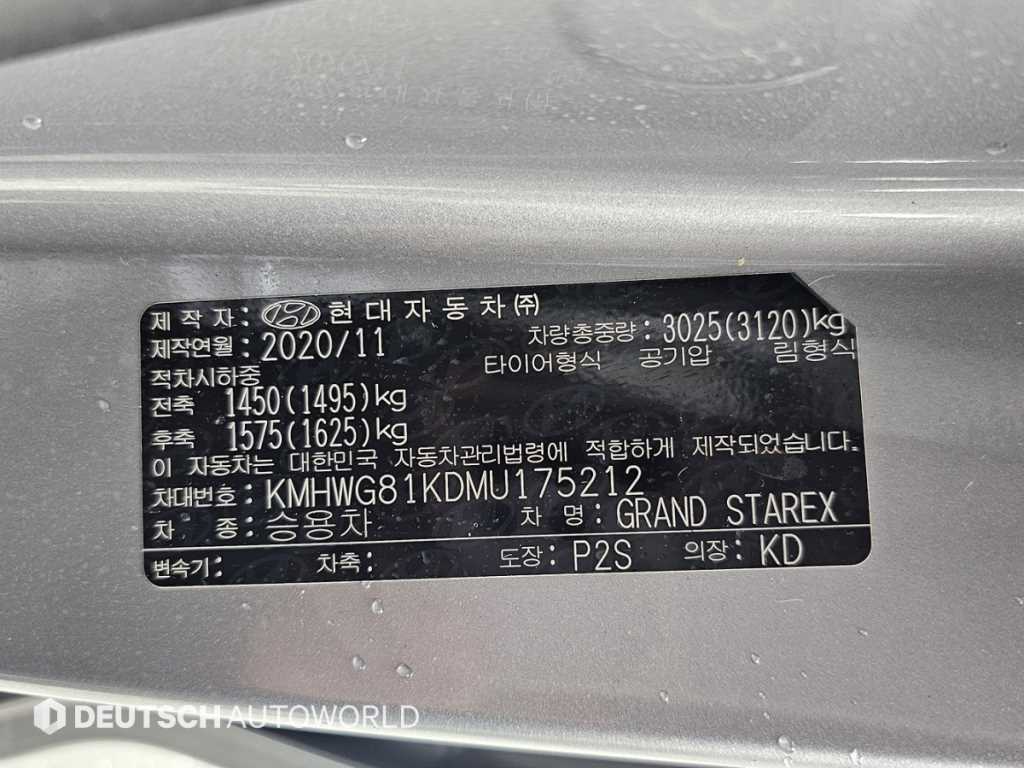 제 작 자: 현대자동차㈜
제작연월: 2020/11
차량총중량: 3025(3120)kg
적차시하중
타이어형식 공기압 림형식
전축 1450(1495)kg
후축 1575(1625)kg
이 자동차는 대한민국 자동차관리법령에 적합하게 제작되었습니다.
차대번호: KMHWG81KDMU175212
차 종: 승용차 차 명: GRAND STAREX
변속기: 차축: 도장: P2S 의장: KD
DEUTSCH AUTOWORLD